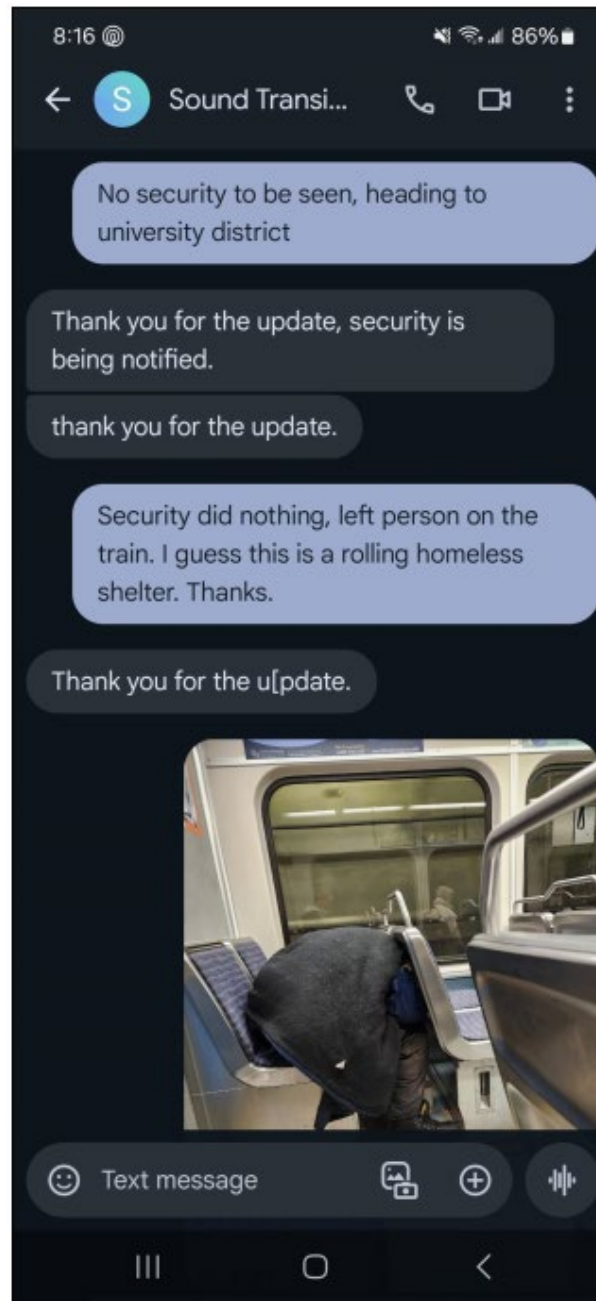 8:16
86%
Sound Transi...
No security to be seen, heading to
university district
Thank you for the update, security is
being notified.
thank you for the update.
Security did nothing, left person on the
train. I guess this is a rolling homeless
shelter. Thanks.
Thank you for the u[pdate.
Text message